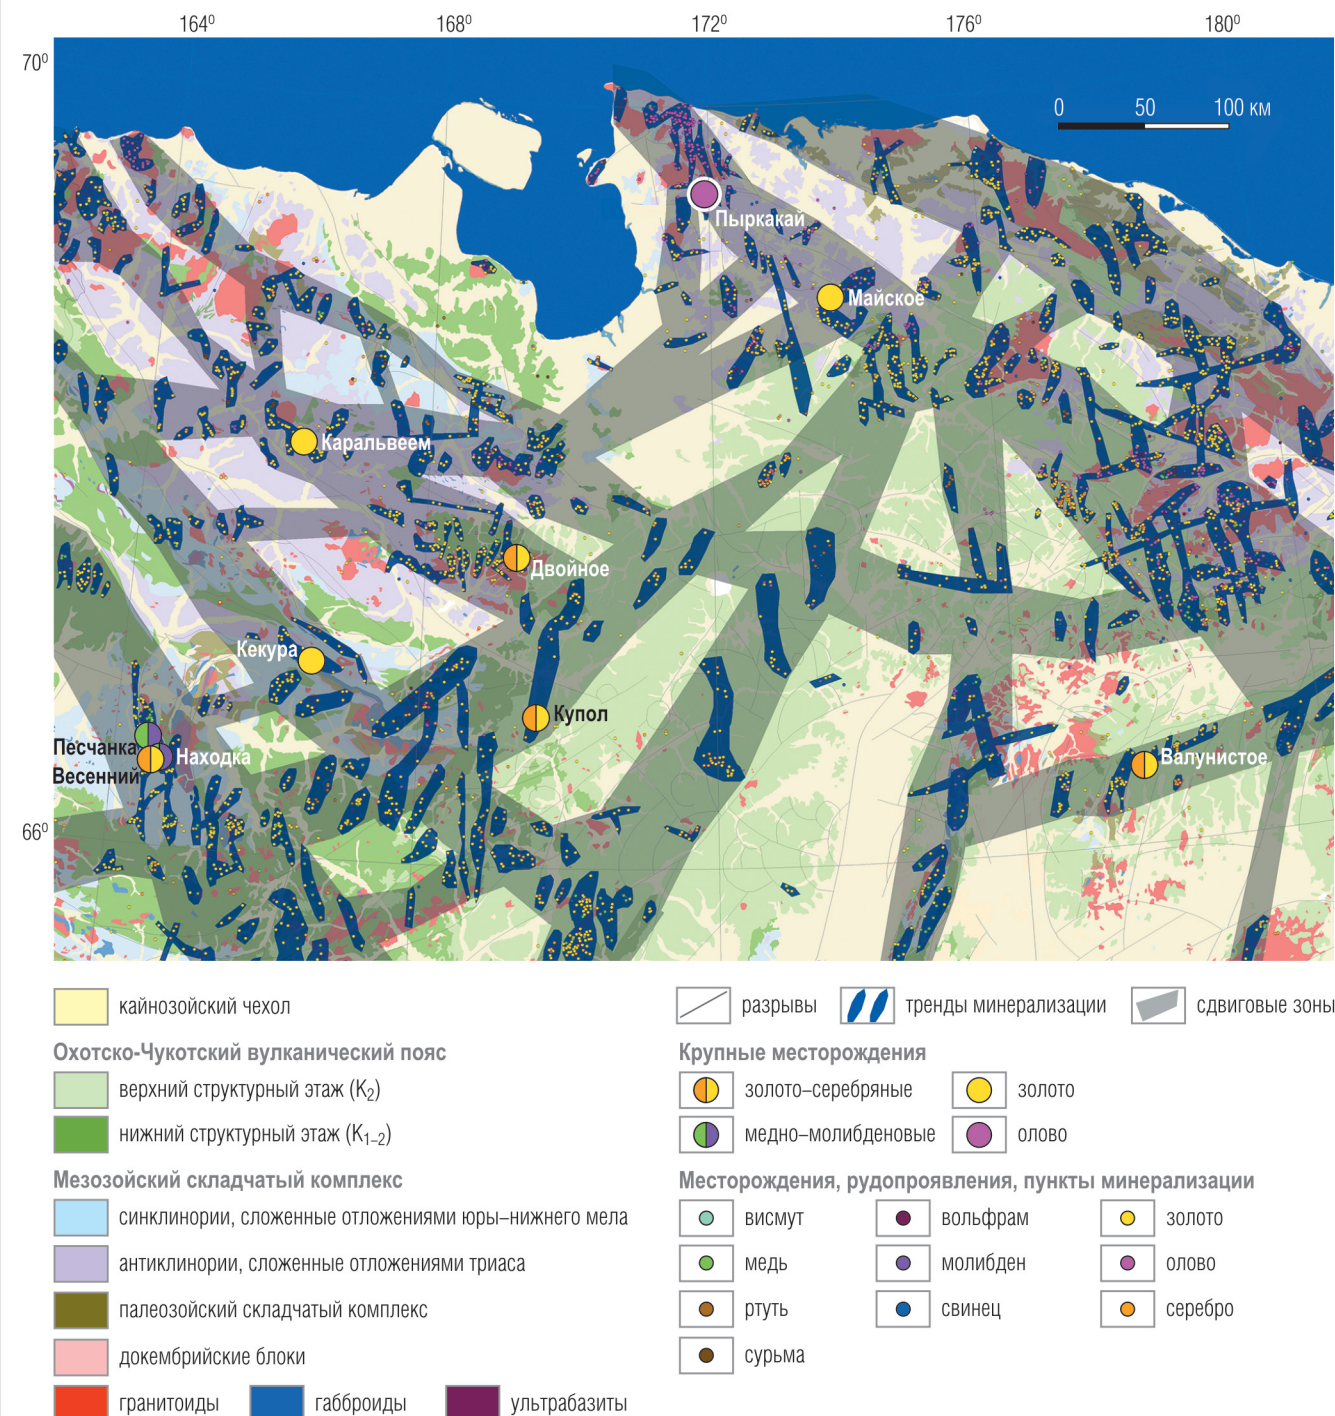 164⁰ 168⁰ 172⁰ 176⁰ 180⁰
70⁰
0 50 100 км
Пыркакай
Майское
Каральвеем
Двойное
Кекура
Купол
Песчанка
Находка
Весенний
Валунистое
66⁰
кайнозойский чехол
Охотско-Чукотский вулканический пояс
верхний структурный этаж (K₂)
нижний структурный этаж (K₁₋₂)
Мезозойский складчатый комплекс
синклинории, сложенные отложениями юры–нижнего мела
антиклинории, сложенные отложениями триаса
палеозойский складчатый комплекс
докембрийские блоки
гранитоиды габброиды ультрабазиты
разрывы тренды минерализации сдвиговые зоны
Крупные месторождения
золото–серебряные золото
медно–молибденовые олово
Месторождения, рудопроявления, пункты минерализации
висмут вольфрам золото
медь молибден олово
ртуть свинец серебро
сурьма